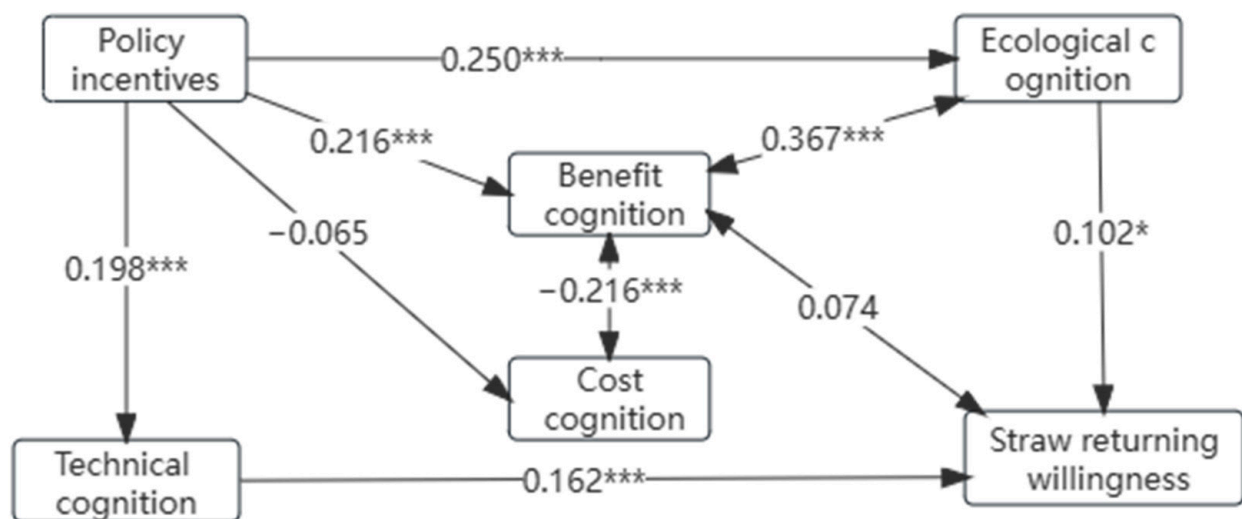 Policy
incentives
0.250***
Ecological c
ognition
0.216***
0.367***
Benefit
cognition
−0.065
0.102*
0.198***
−0.216***
0.074
Cost
cognition
Technical
cognition
0.162***
Straw returning
willingness